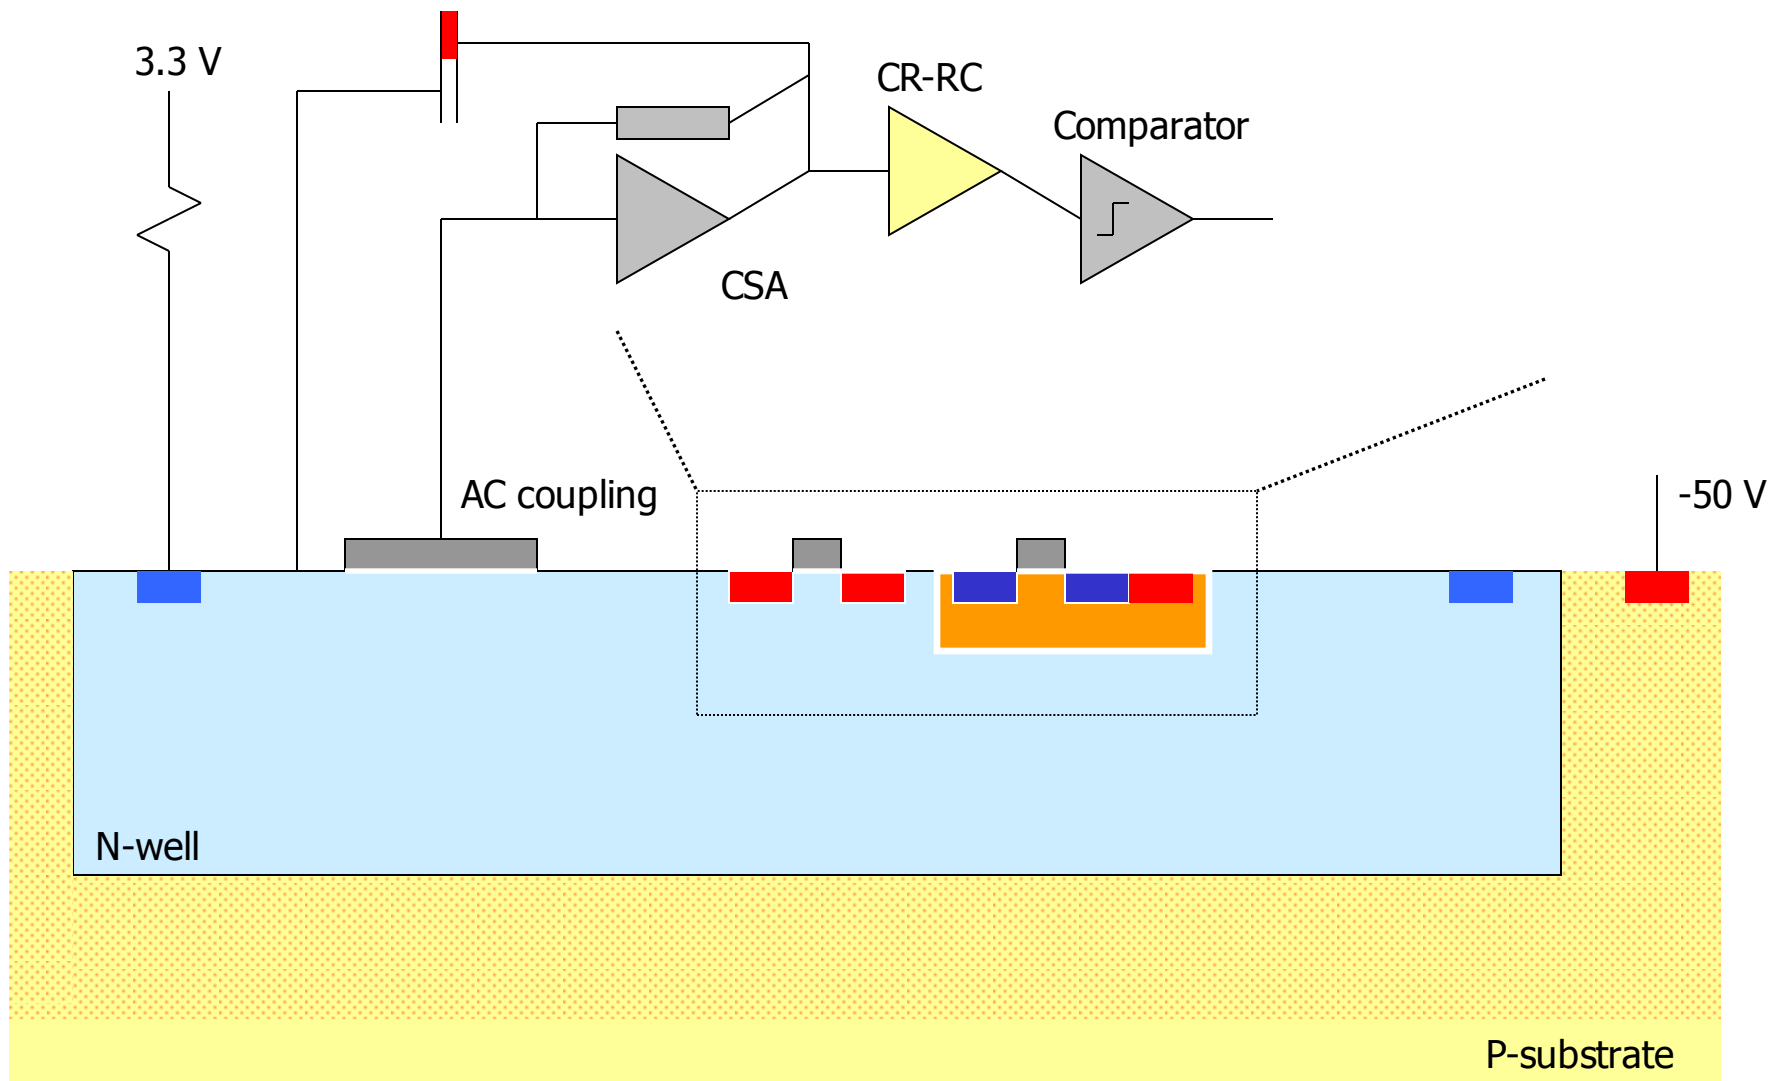 3.3 V
CR-RC
Comparator
CSA
AC coupling
-50 V
N-well
P-substrate